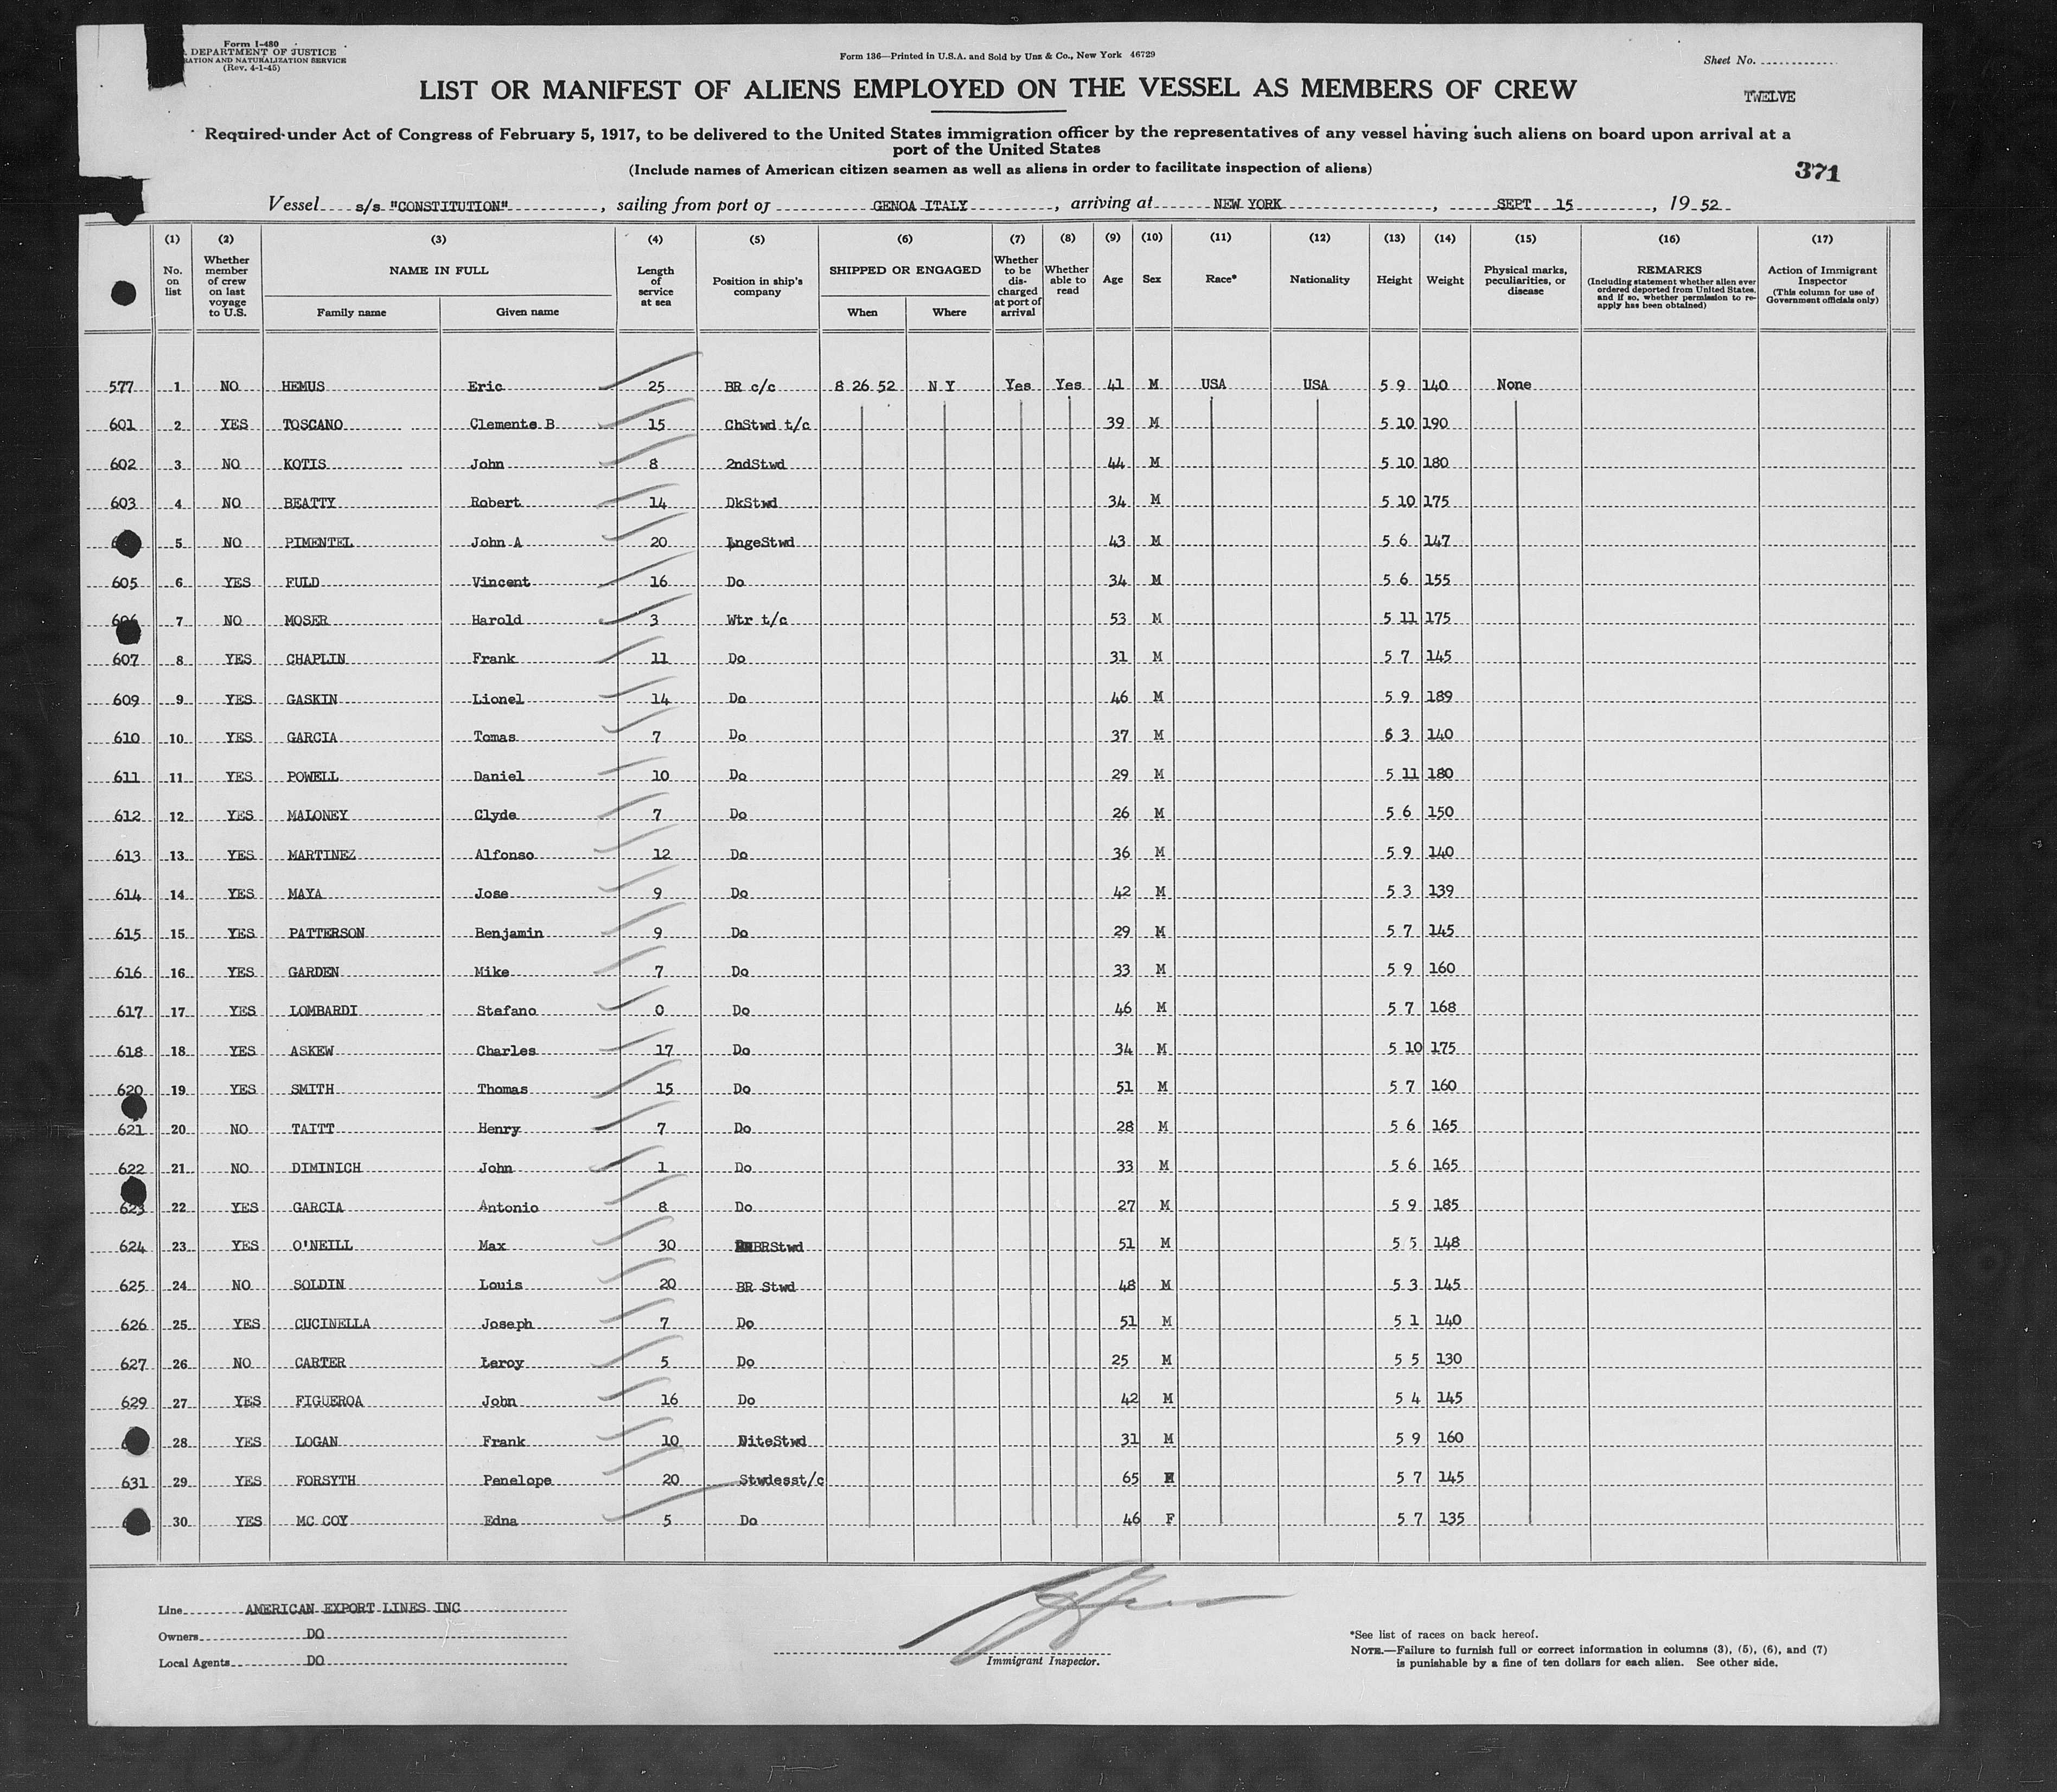 Form I-480
DEPARTMENT OF JUSTICE
RATION AND NATURALIZATION SERVICE
(Rev. 4-1-45)
Form 136—Printed in U.S.A. and Sold by Unz & Co., New York 46729
Sheet No.
TWELVE
LIST OR MANIFEST OF ALIENS EMPLOYED ON THE VESSEL AS MEMBERS OF CREW
Required under Act of Congress of February 5, 1917, to be delivered to the United States immigration officer by the representatives of any vessel having such aliens on board upon arrival at a
port of the United States
(Include names of American citizen seamen as well as aliens in order to facilitate inspection of aliens)
371
Vessel s/s "CONSTITUTION", sailing from port of GENOA ITALY, arriving at NEW YORK, SEPT 15, 19 52
(1) (2) (3) (4) (5) (6) (7) (8) (9) (10) (11) (12) (13) (14) (15) (16) (17)
No. on list
Whether member of crew on last voyage to U.S.
NAME IN FULL
Family name
Given name
Length of service at sea
Position in ship's company
SHIPPED OR ENGAGED
When
Where
Whether to be discharged at port of arrival
Whether able to read
Age
Sex
Race*
Nationality
Height
Weight
Physical marks, peculiarities, or disease
REMARKS
(Including statement whether alien ever ordered deported from United States, and if so, whether permission to reapply has been obtained)
Action of Immigrant Inspector
(This column for use of Government officials only)
577 1 NO HEMUS Eric 25 BR c/c 8 26 52 N Y Yes Yes 41 M USA USA 5 9 140 None
601 2 YES TOSCANO Clemente B 15 ChStwd t/c 39 M 5 10 190
602 3 NO KOTIS John 8 2ndStwd 44 M 5 10 180
603 4 NO BEATTY Robert 14 DkStwd 34 M 5 10 175
5 NO PIMENTEL John A 20 LngeStwd 43 M 5 6 147
605 6 YES FULD Vincent 16 Do 34 M 5 6 155
606 7 NO MOSER Harold 3 Wtr t/c 53 M 5 11 175
607 8 YES CHAPLIN Frank 11 Do 31 M 5 7 145
609 9 YES GASKIN Lionel 14 Do 46 M 5 9 189
610 10 YES GARCIA Tomas 7 Do 37 M 3 140
611 11 YES POWELL Daniel 10 Do 29 M 5 11 180
612 12 YES MALONEY Clyde 7 Do 26 M 5 6 150
613 13 YES MARTINEZ Alfonso 12 Do 36 M 5 9 140
614 14 YES MAYA Jose 9 Do 42 M 5 3 139
615 15 YES PATTERSON Benjamin 9 Do 29 M 5 7 145
616 16 YES GARDEN Mike 7 Do 33 M 5 9 160
617 17 YES LOMBARDI Stefano 0 Do 46 M 5 7 168
618 18 YES ASKEW Charles 17 Do 34 M 5 10 175
620 19 YES SMITH Thomas 15 Do 51 M 5 7 160
621 20 NO TAITT Henry 7 Do 28 M 5 6 165
622 21 NO DIMINICH John 1 Do 33 M 5 6 165
623 22 YES GARCIA Antonio 8 Do 27 M 5 9 185
624 23 YES O'NEILL Max 30 BRStwd 51 M 5 5 148
625 24 NO SOLDIN Louis 20 BR Stwd 48 M 5 3 145
626 25 YES CUCINELLA Joseph 7 Do 51 M 5 1 140
627 26 NO CARTER Leroy 5 Do 25 M 5 5 130
629 27 YES FIGUEROA John 16 Do 42 M 5 4 145
28 YES LOGAN Frank 10 NiteStwd 31 M 5 9 160
631 29 YES FORSYTH Penelope 20 Stwdesst/c 65 5 7 145
30 YES MC COY Edna 5 Do 46 F 5 7 135
Line AMERICAN EXPORT LINES INC
Owners DO
Local Agents DO
Immigrant Inspector.
*See list of races on back hereof.
NOTE.—Failure to furnish full or correct information in columns (3), (5), (6), and (7)
is punishable by a fine of ten dollars for each alien. See other side.